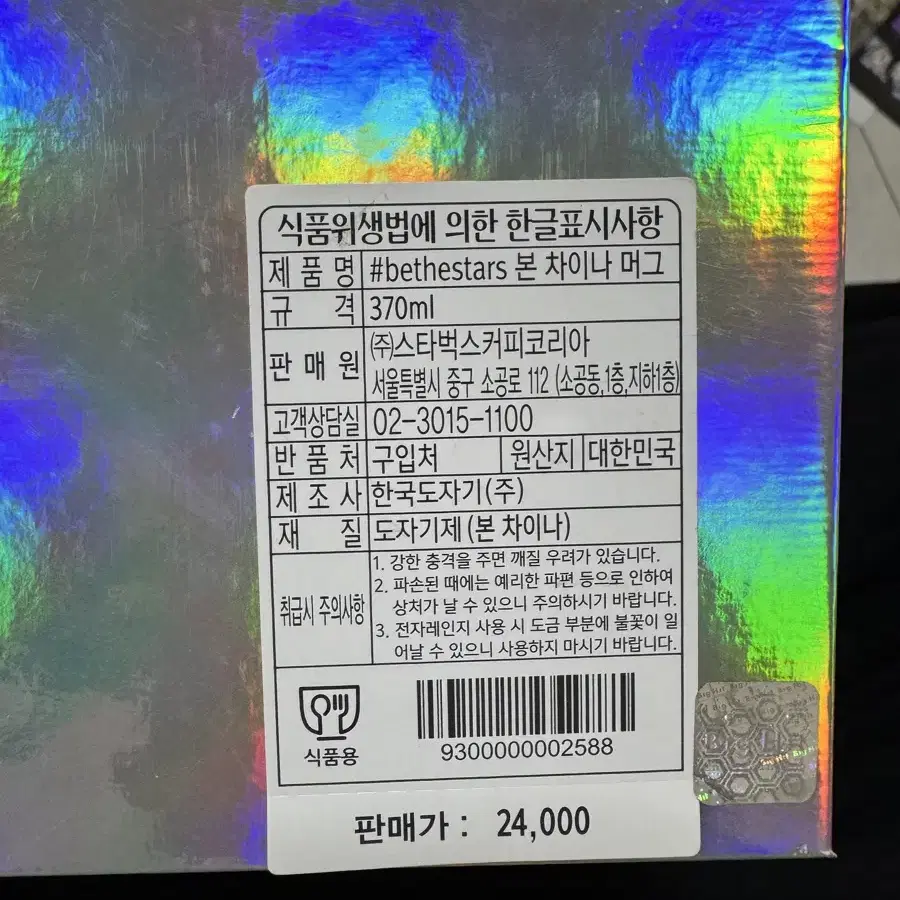 식품위생법에 의한 한글표시사항
제품명 #bethestars 본 차이나 머그
규격 370ml
판매원 (주)스타벅스커피코리아
서울특별시 중구 소공로 112 (소공동,1층,지하1층)
고객상담실 02-3015-1100
반품처 구입처 원산지 대한민국
제조사 한국도자기(주)
재질 도자기제 (본 차이나)
취급시 주의사항
1. 강한 충격을 주면 깨질 우려가 있습니다.
2. 파손된 때에는 예리한 파편 등으로 인하여
상처가 날 수 있으니 주의하시기 바랍니다.
3. 전자레인지 사용 시 도금 부분에 불꽃이 일
어날 수 있으니 사용하지 마시기 바랍니다.
식품용
9300000002588
판매가 : 24,000
BigHit